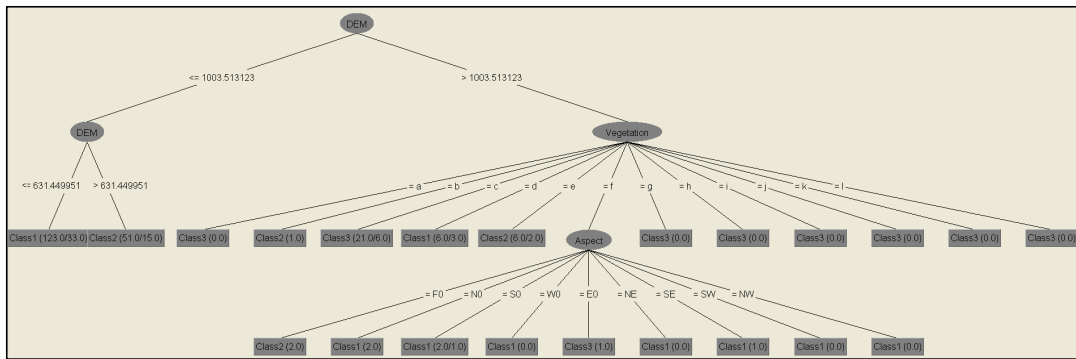 DEM
<= 1003.513123 > 1003.513123
DEM Vegetation
<= 631.449951 > 631.449951 = a = b = c = d = e = f = g = h = i = j = k = l
Class1 (123.0/33.0) Class2 (51.0/15.0) Class3 (0.0) Class2 (1.0) Class3 (21.0/6.0) Class1 (6.0/3.0) Class2 (6.0/2.0) Aspect Class3 (0.0) Class3 (0.0) Class3 (0.0) Class3 (0.0) Class3 (0.0) Class3 (0.0)
= F0 = N0 = S0 = W0 = E0 = NE = SE = SW = NW
Class2 (2.0) Class1 (2.0) Class1 (2.0/1.0) Class1 (0.0) Class3 (1.0) Class1 (0.0) Class1 (1.0) Class1 (0.0) Class1 (0.0)